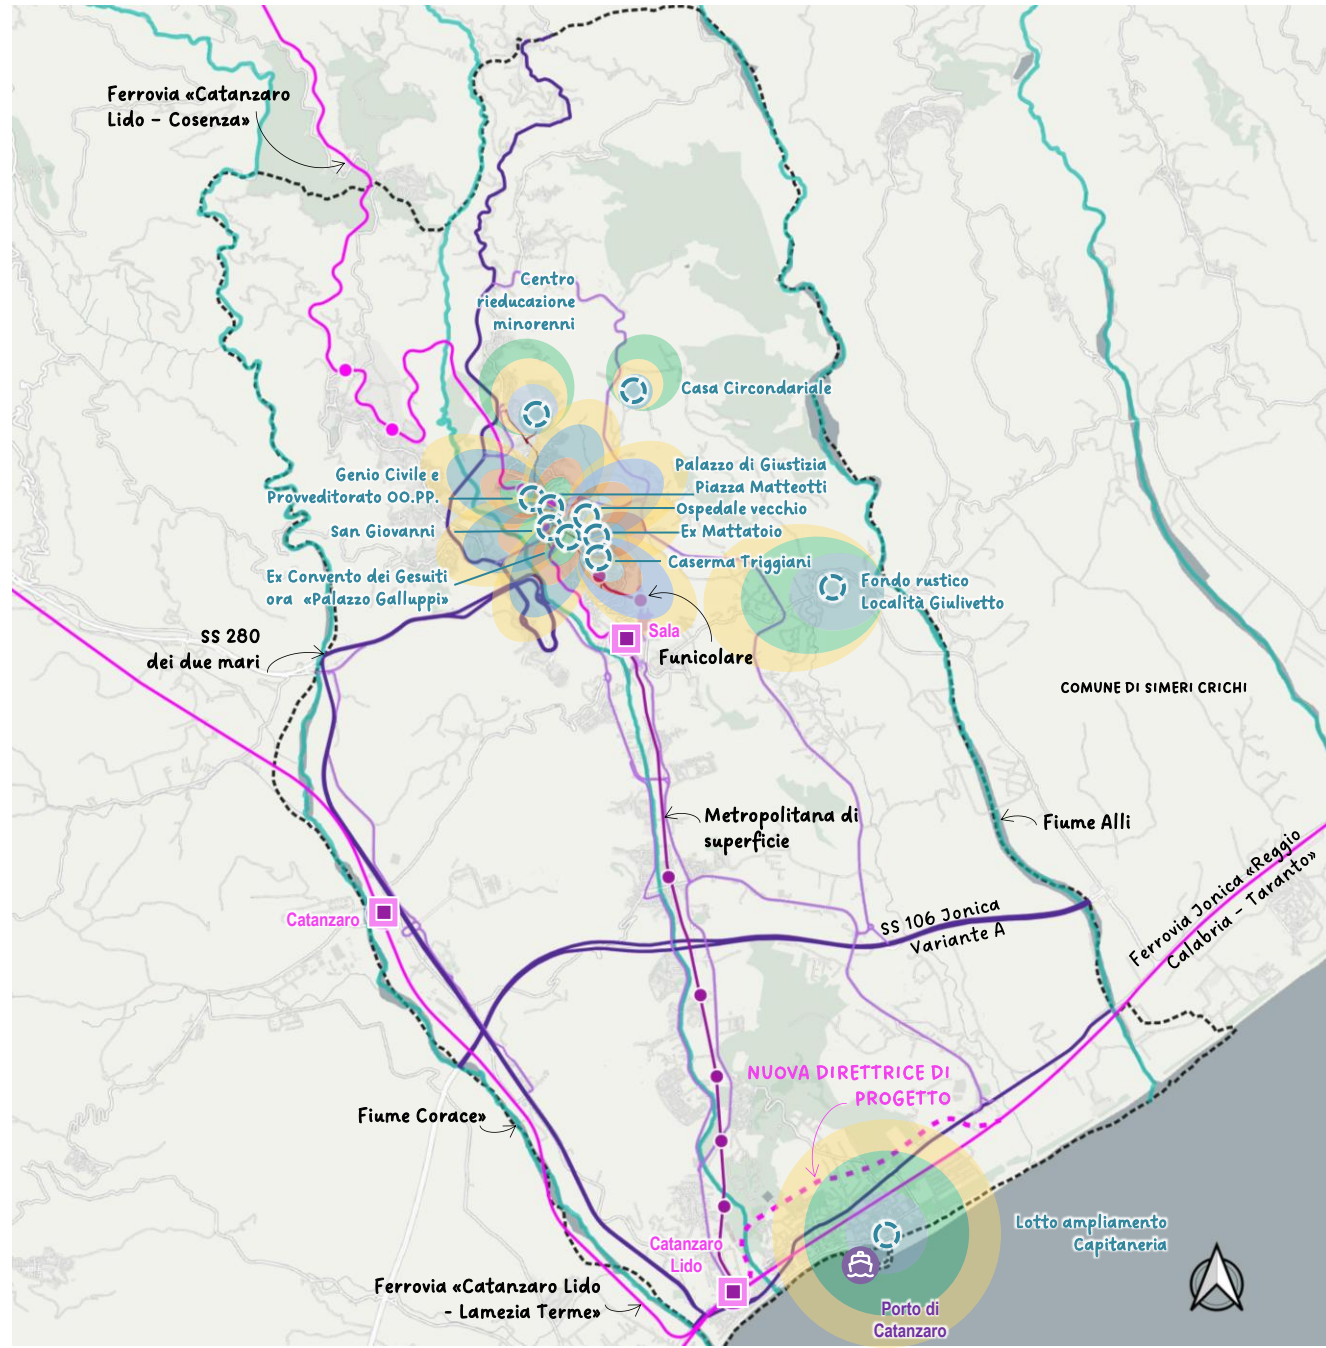 Ferrovia «Catanzaro
Lido - Cosenza»
Centro
rieducazione
minorenni
Casa Circondariale
Genio Civile e
Provveditorato OO.PP.
San Giovanni
Ex Convento dei Gesuiti
ora «Palazzo Galluppi»
Palazzo di Giustizia
Piazza Matteotti
Ospedale vecchio
Ex Mattatoio
Caserma Triggiani
Fondo rustico
Località Giulivetto
SS 280
dei due mari
Sala
Funicolare
COMUNE DI SIMERI CRICHI
Metropolitana di
superficie
Fiume Alli
Catanzaro
SS 106 Jonica
Variante A
Ferrovia Jonica «Reggio
Calabria - Taranto»
NUOVA DIRETTRICE DI
PROGETTO
Fiume Corace»
Lotto ampliamento
Capitaneria
Catanzaro
Lido
Ferrovia «Catanzaro Lido
- Lamezia Terme»
Porto di
Catanzaro